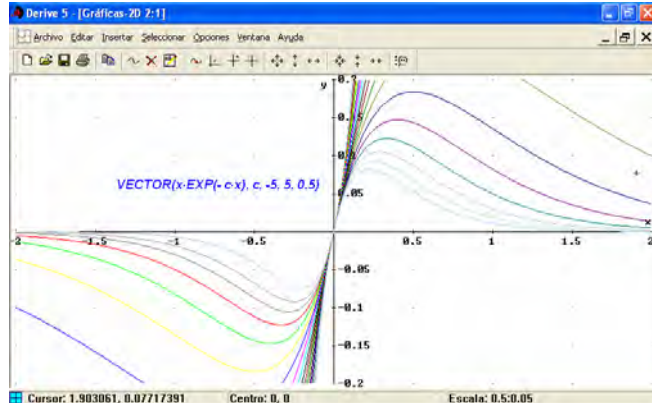 Derive 5 - [Gráficas-2D 2:1]
Archivo Editar Insertar Seleccionar Opciones Ventana Ayuda
y
0.2
0.15
0.1
VECTOR(x·EXP(- c·x), c, -5, 5, 0.5)
0.05
x
-2 -1.5 -1 -0.5 0.5 1 1.5 2
-0.05
-0.1
-0.15
-0.2
Cursor: 1.903061, 0.07717391 Centro: 0, 0 Escala: 0.5:0.05